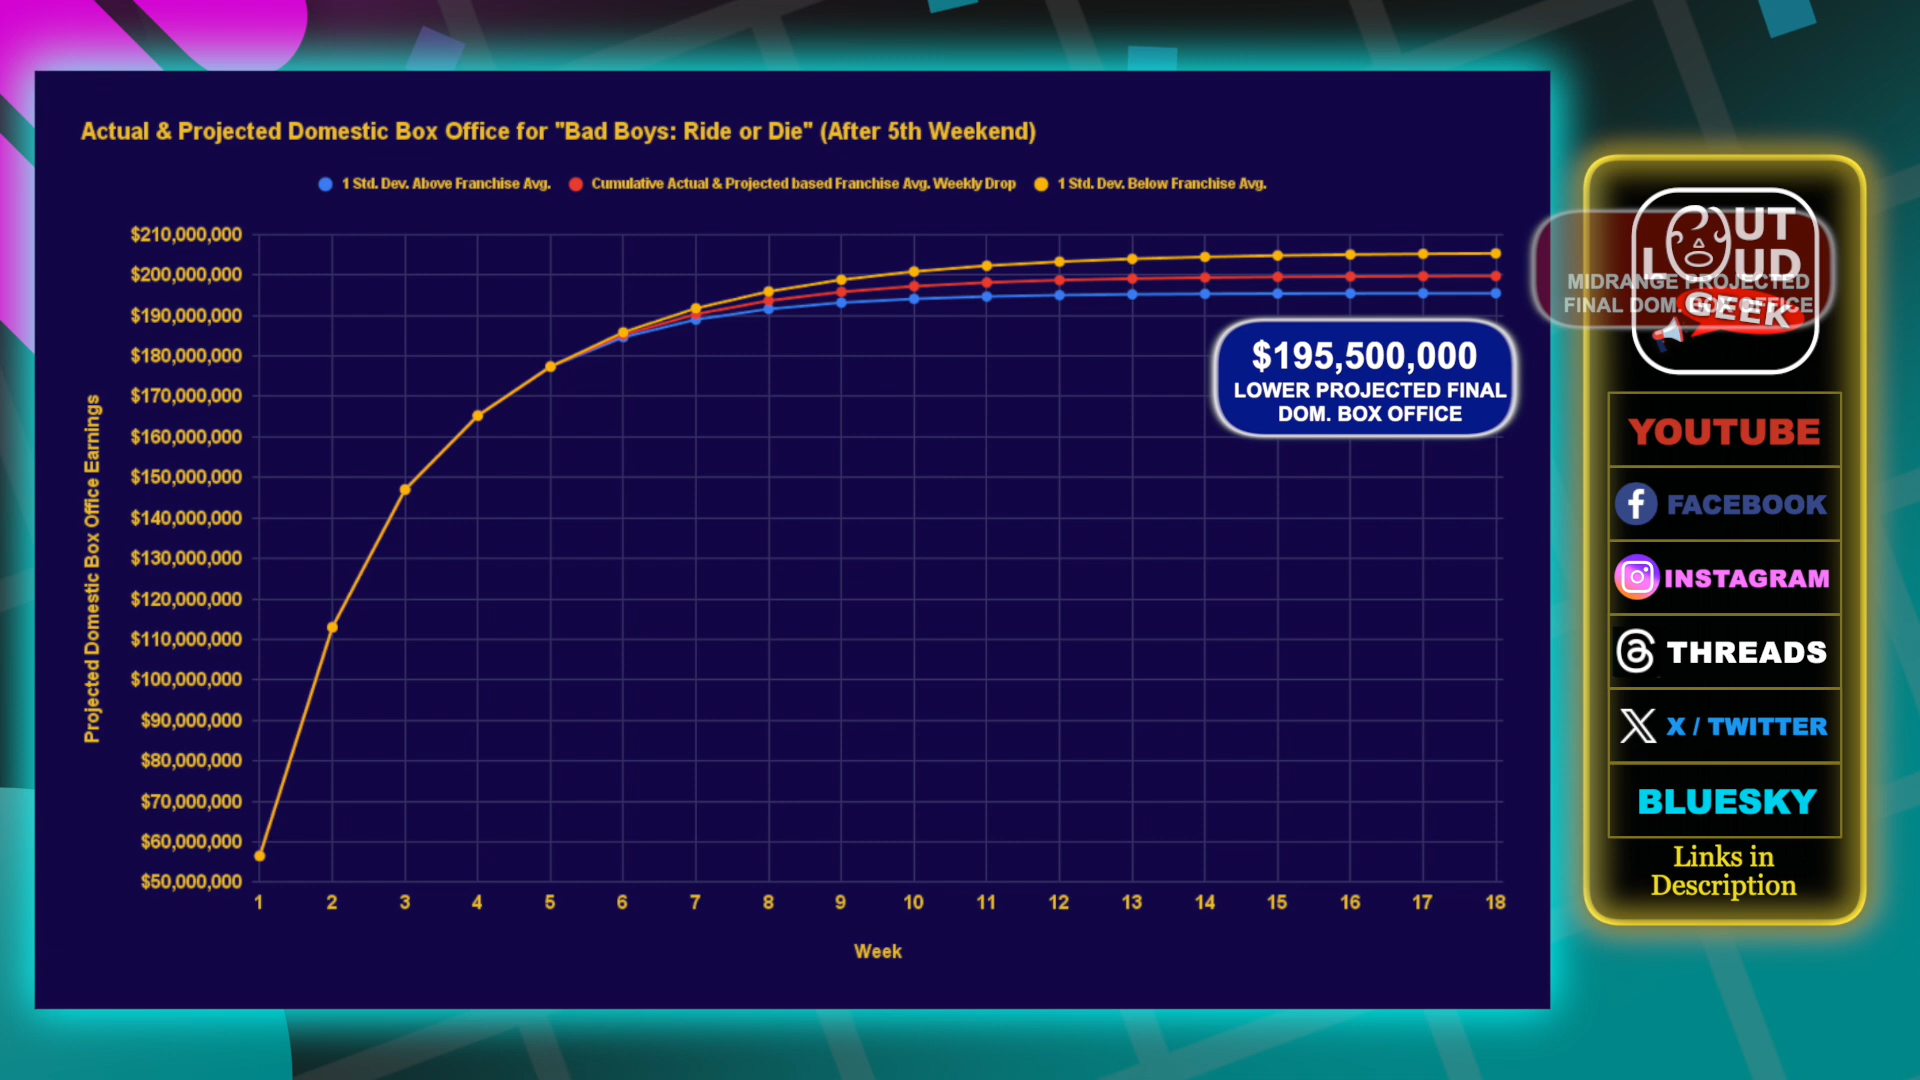 Actual & Projected Domestic Box Office for "Bad Boys: Ride or Die" (After 5th Weekend)
1 Std. Dev. Above Franchise Avg.
Cumulative Actual & Projected based Franchise Avg. Weekly Drop
1 Std. Dev. Below Franchise Avg.
Projected Domestic Box Office Earnings
$210,000,000
$200,000,000
$190,000,000
$180,000,000
$170,000,000
$160,000,000
$150,000,000
$140,000,000
$130,000,000
$120,000,000
$110,000,000
$100,000,000
$90,000,000
$80,000,000
$70,000,000
$60,000,000
$50,000,000
1 2 3 4 5 6 7 8 9 10 11 12 13 14 15 16 17 18
Week
$195,500,000
LOWER PROJECTED FINAL
DOM. BOX OFFICE
MIDRANGE PROJECTED
FINAL DOM. BOX OFFICE
OUT
LOUD
GEEK
YOUTUBE
FACEBOOK
INSTAGRAM
THREADS
X / TWITTER
BLUESKY
Links in
Description